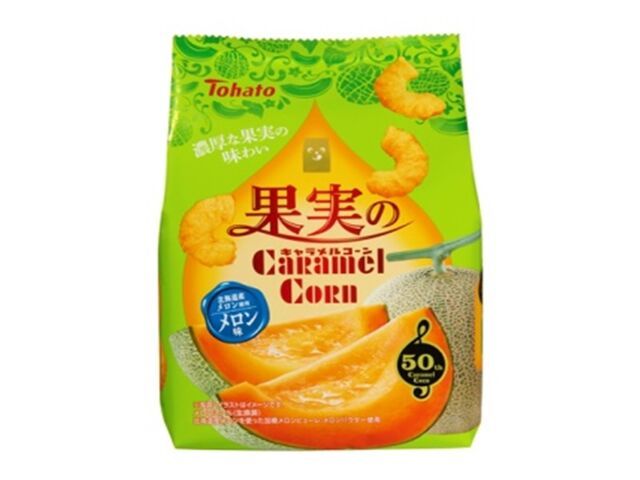 Tohato
濃厚な果実の
味わい
果実の
キャラメルコーン
Caramel
Corn
北海道産
メロン使用
メロン
味
50th
Caramel
Corn